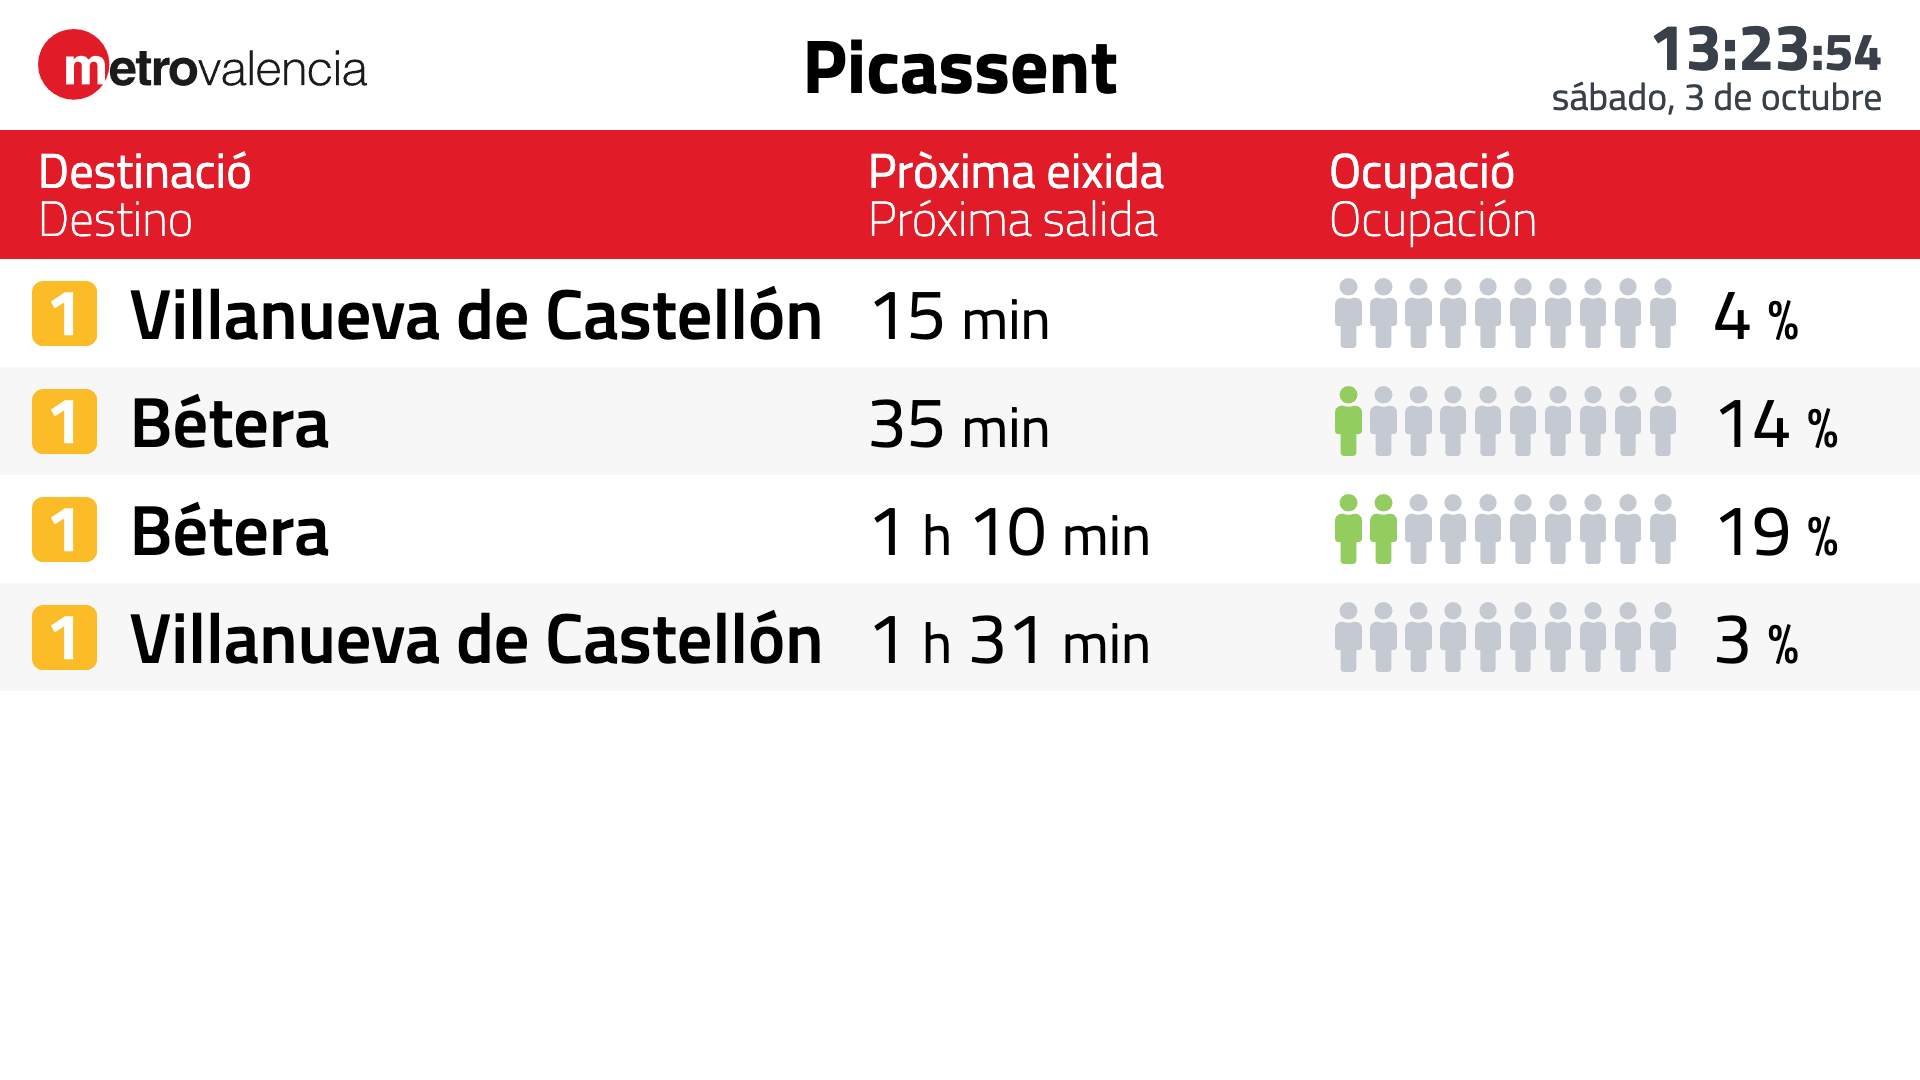 metrovalencia
Picassent
13:23:54
sábado, 3 de octubre
Destinació Pròxima eixida Ocupació
Destino Próxima salida Ocupación
1 Villanueva de Castellón 15 min 4 %
1 Bétera 35 min 14 %
1 Bétera 1 h 10 min 19 %
1 Villanueva de Castellón 1 h 31 min 3 %